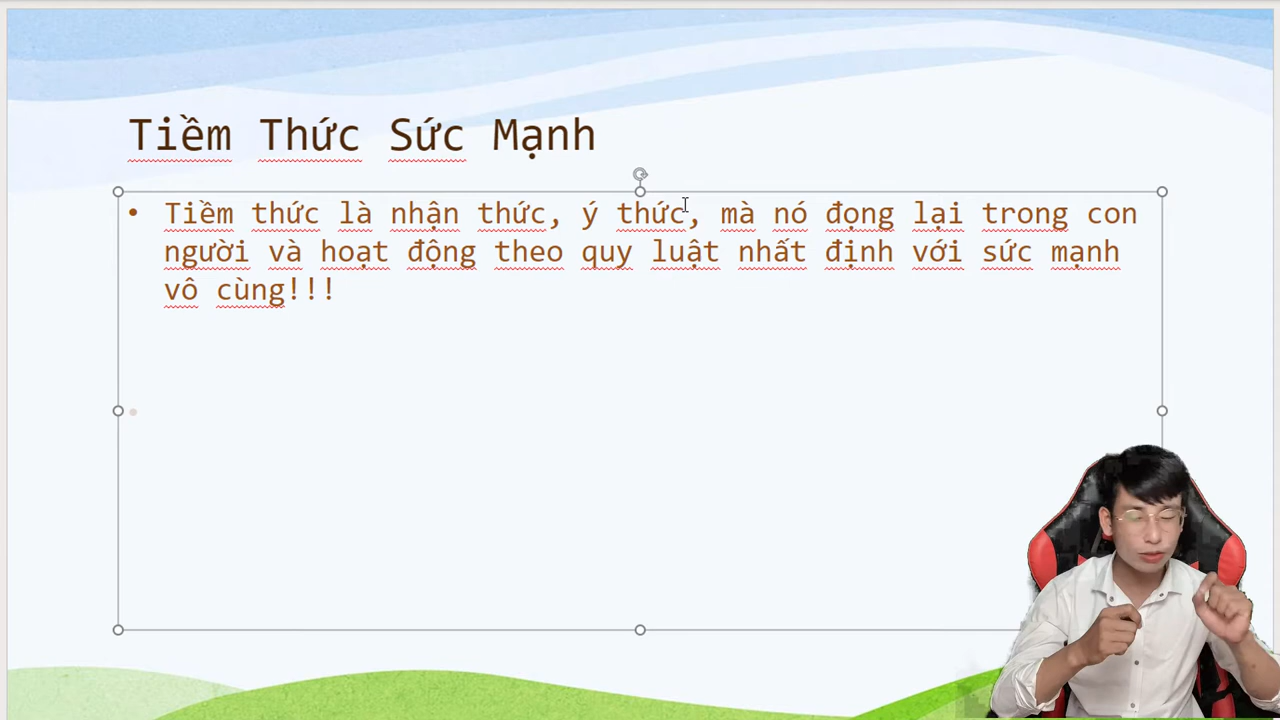 Tiềm Thức Sức Mạnh
• Tiềm thức là nhận thức, ý thức, mà nó đọng lại trong con
người và hoạt động theo quy luật nhất định với sức mạnh
vô cùng!!!